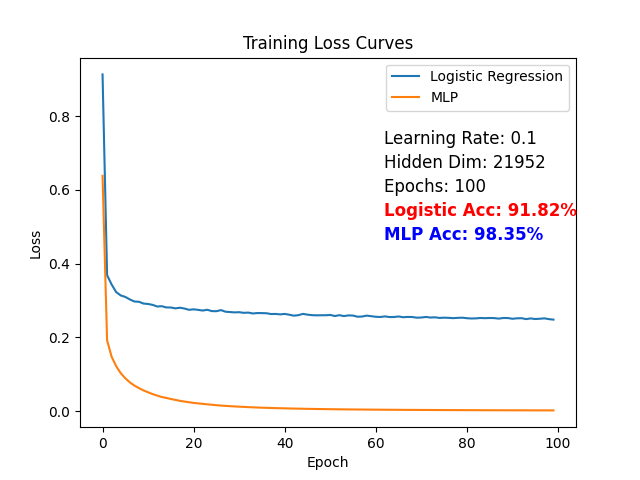 Training Loss Curves
Logistic Regression
MLP
Learning Rate: 0.1
Hidden Dim: 21952
Epochs: 100
Logistic Acc: 91.82%
MLP Acc: 98.35%
Loss
0.8
0.6
0.4
0.2
0.0
0 20 40 60 80 100
Epoch